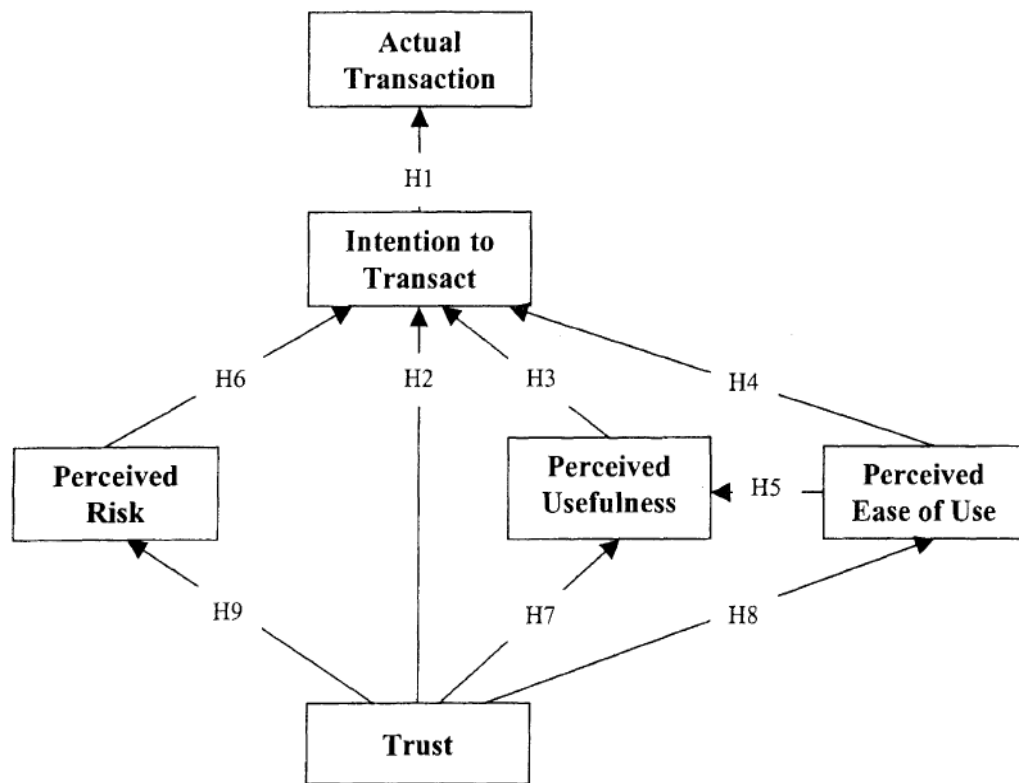 Actual
Transaction
H1
Intention to
Transact
H6
H2
H3
H4
Perceived
Risk
Perceived
Usefulness
H5
Perceived
Ease of Use
H9
H7
H8
Trust